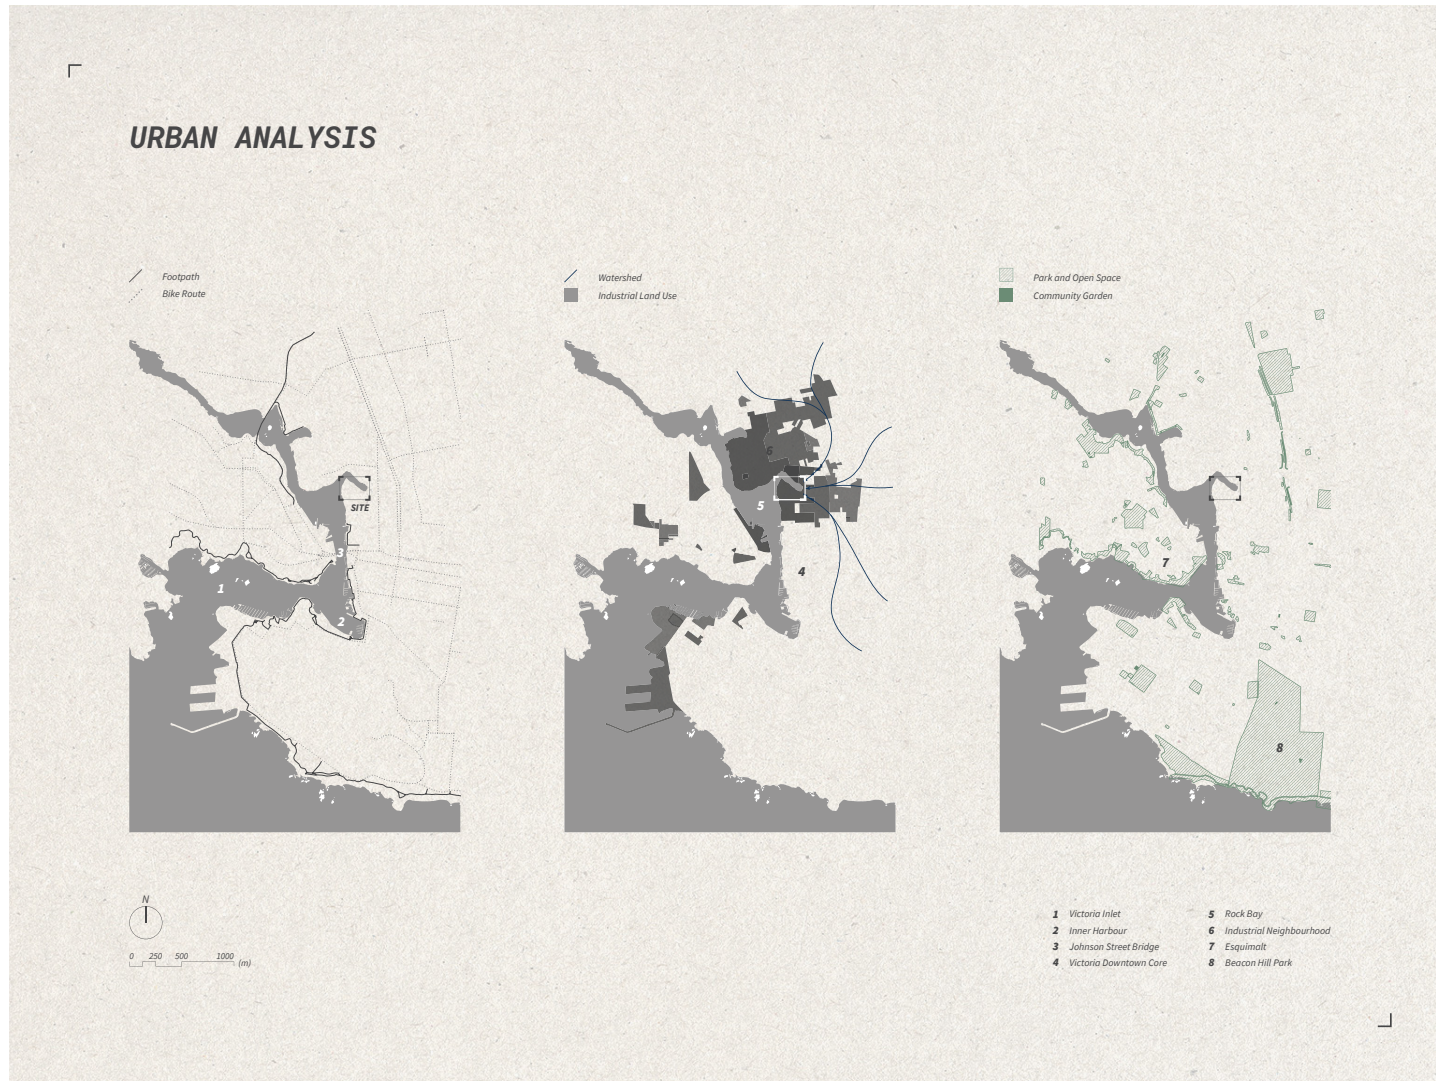 URBAN ANALYSIS
Footpath
Bike Route
Watershed
Industrial Land Use
Park and Open Space
Community Garden
SITE
3
1
2
6
5
4
7
8
N
0 250 500 1000 (m)
1 Victoria Inlet
2 Inner Harbour
3 Johnson Street Bridge
4 Victoria Downtown Core
5 Rock Bay
6 Industrial Neighbourhood
7 Esquimalt
8 Beacon Hill Park